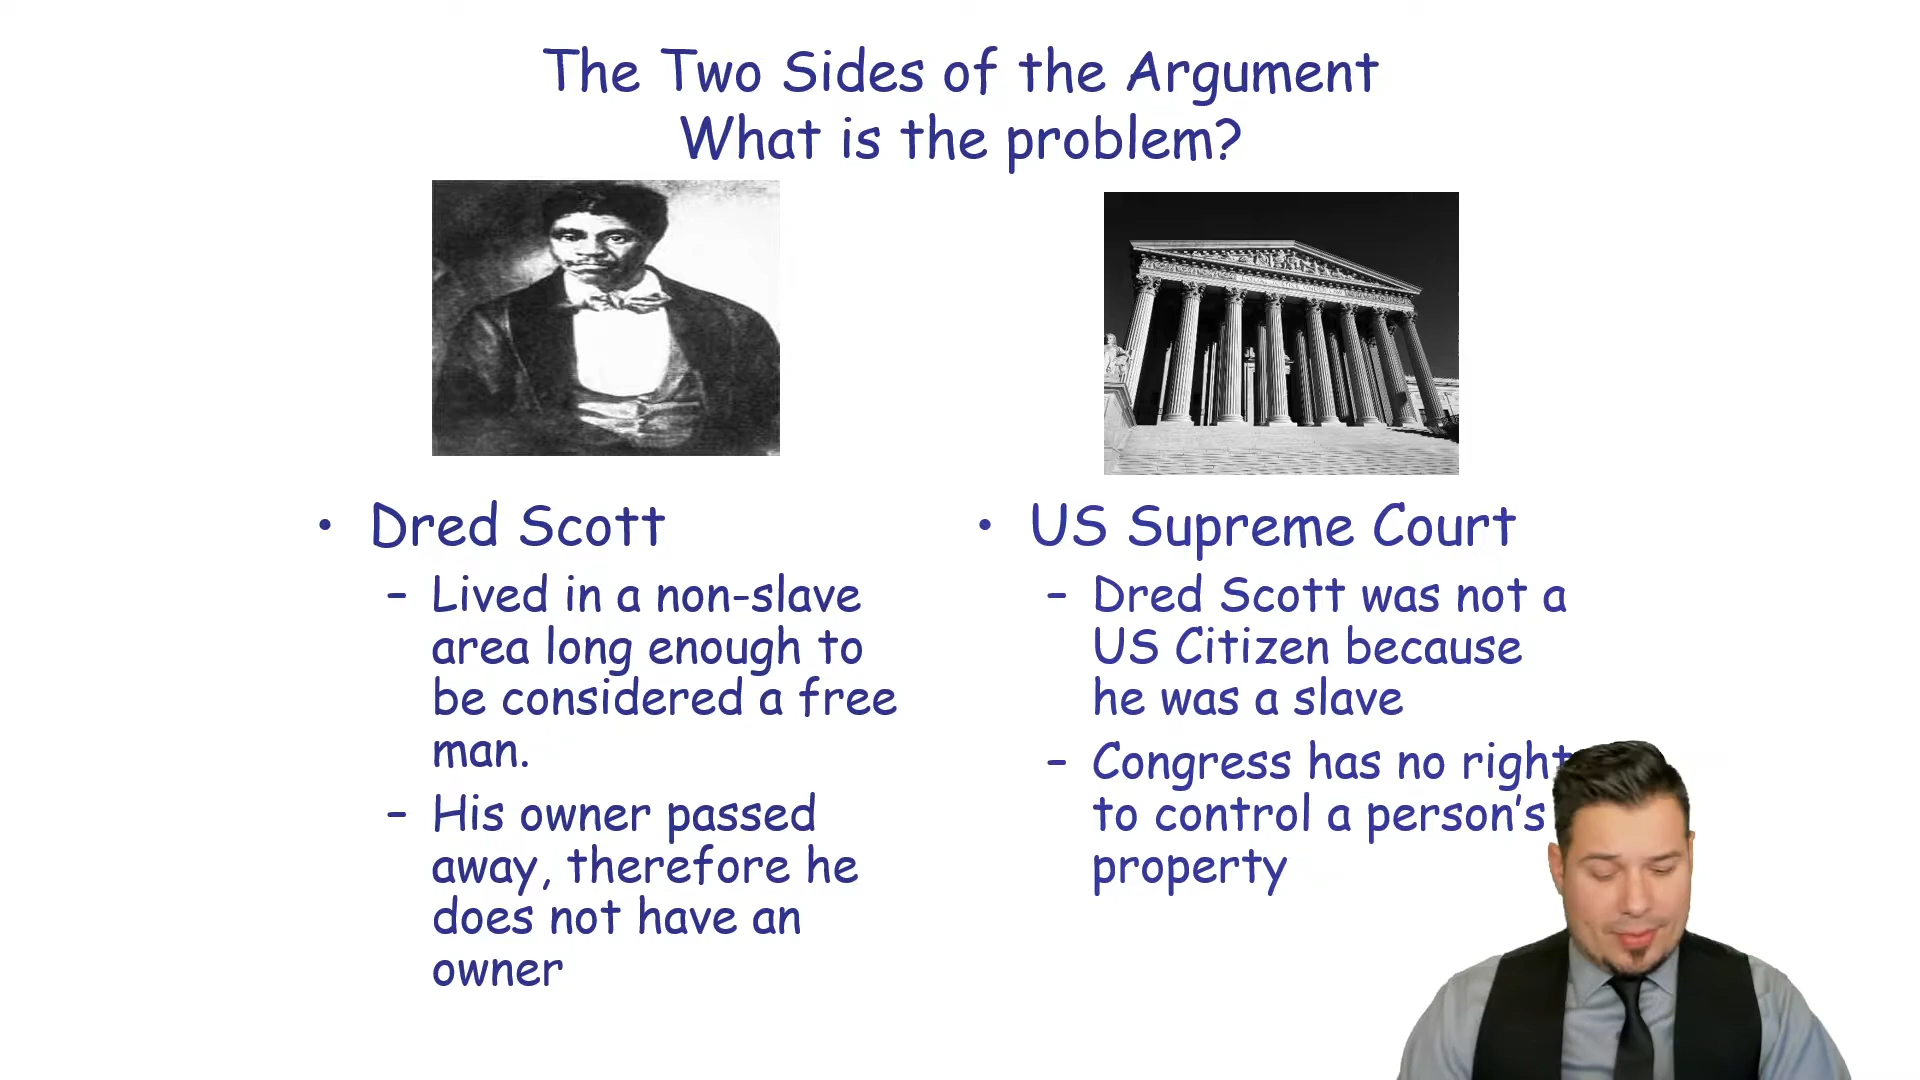 The Two Sides of the Argument
What is the problem?
• Dred Scott
– Lived in a non-slave
area long enough to
be considered a free
man.
– His owner passed
away, therefore he
does not have an
owner
• US Supreme Court
– Dred Scott was not a
US Citizen because
he was a slave
– Congress has no right
to control a person’s
property